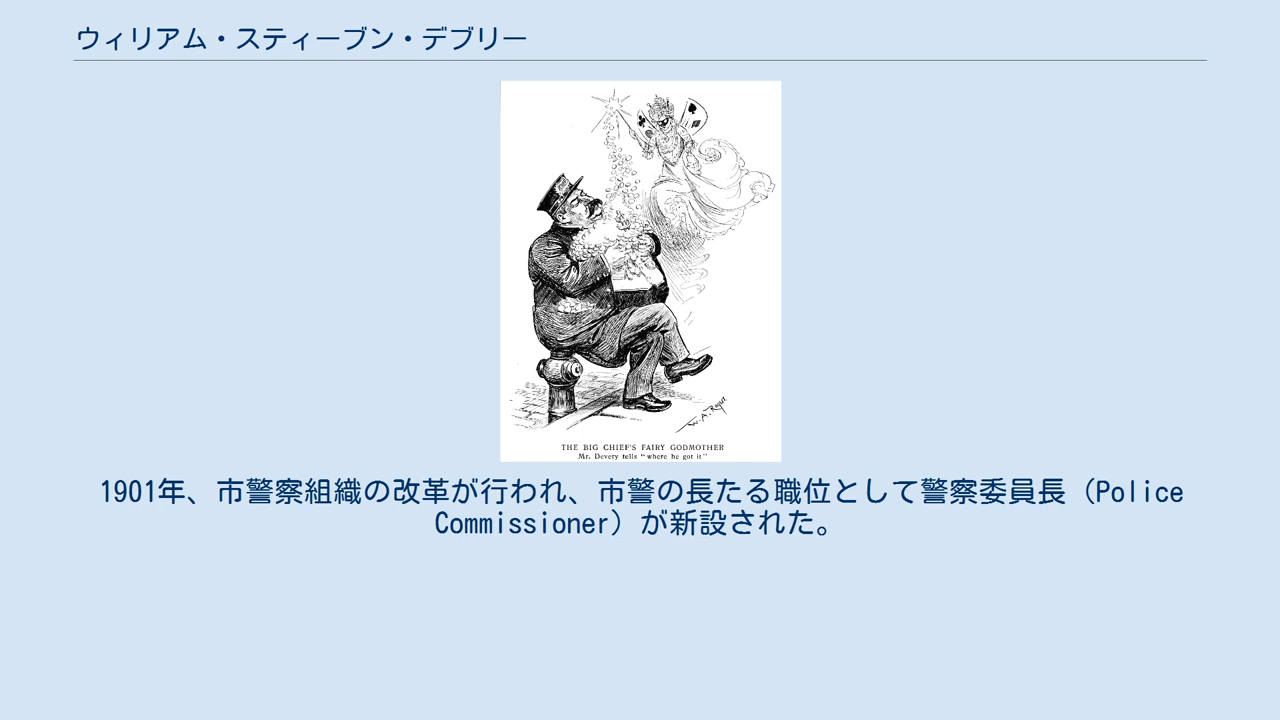 ウィリアム・スティーブン・デブリー
W. A. Rogers
THE BIG CHIEF'S FAIRY GODMOTHER
Mr. Devery tells "where he got it"
1901年、市警察組織の改革が行われ、市警の長たる職位として警察委員長（Police
Commissioner）が新設された。